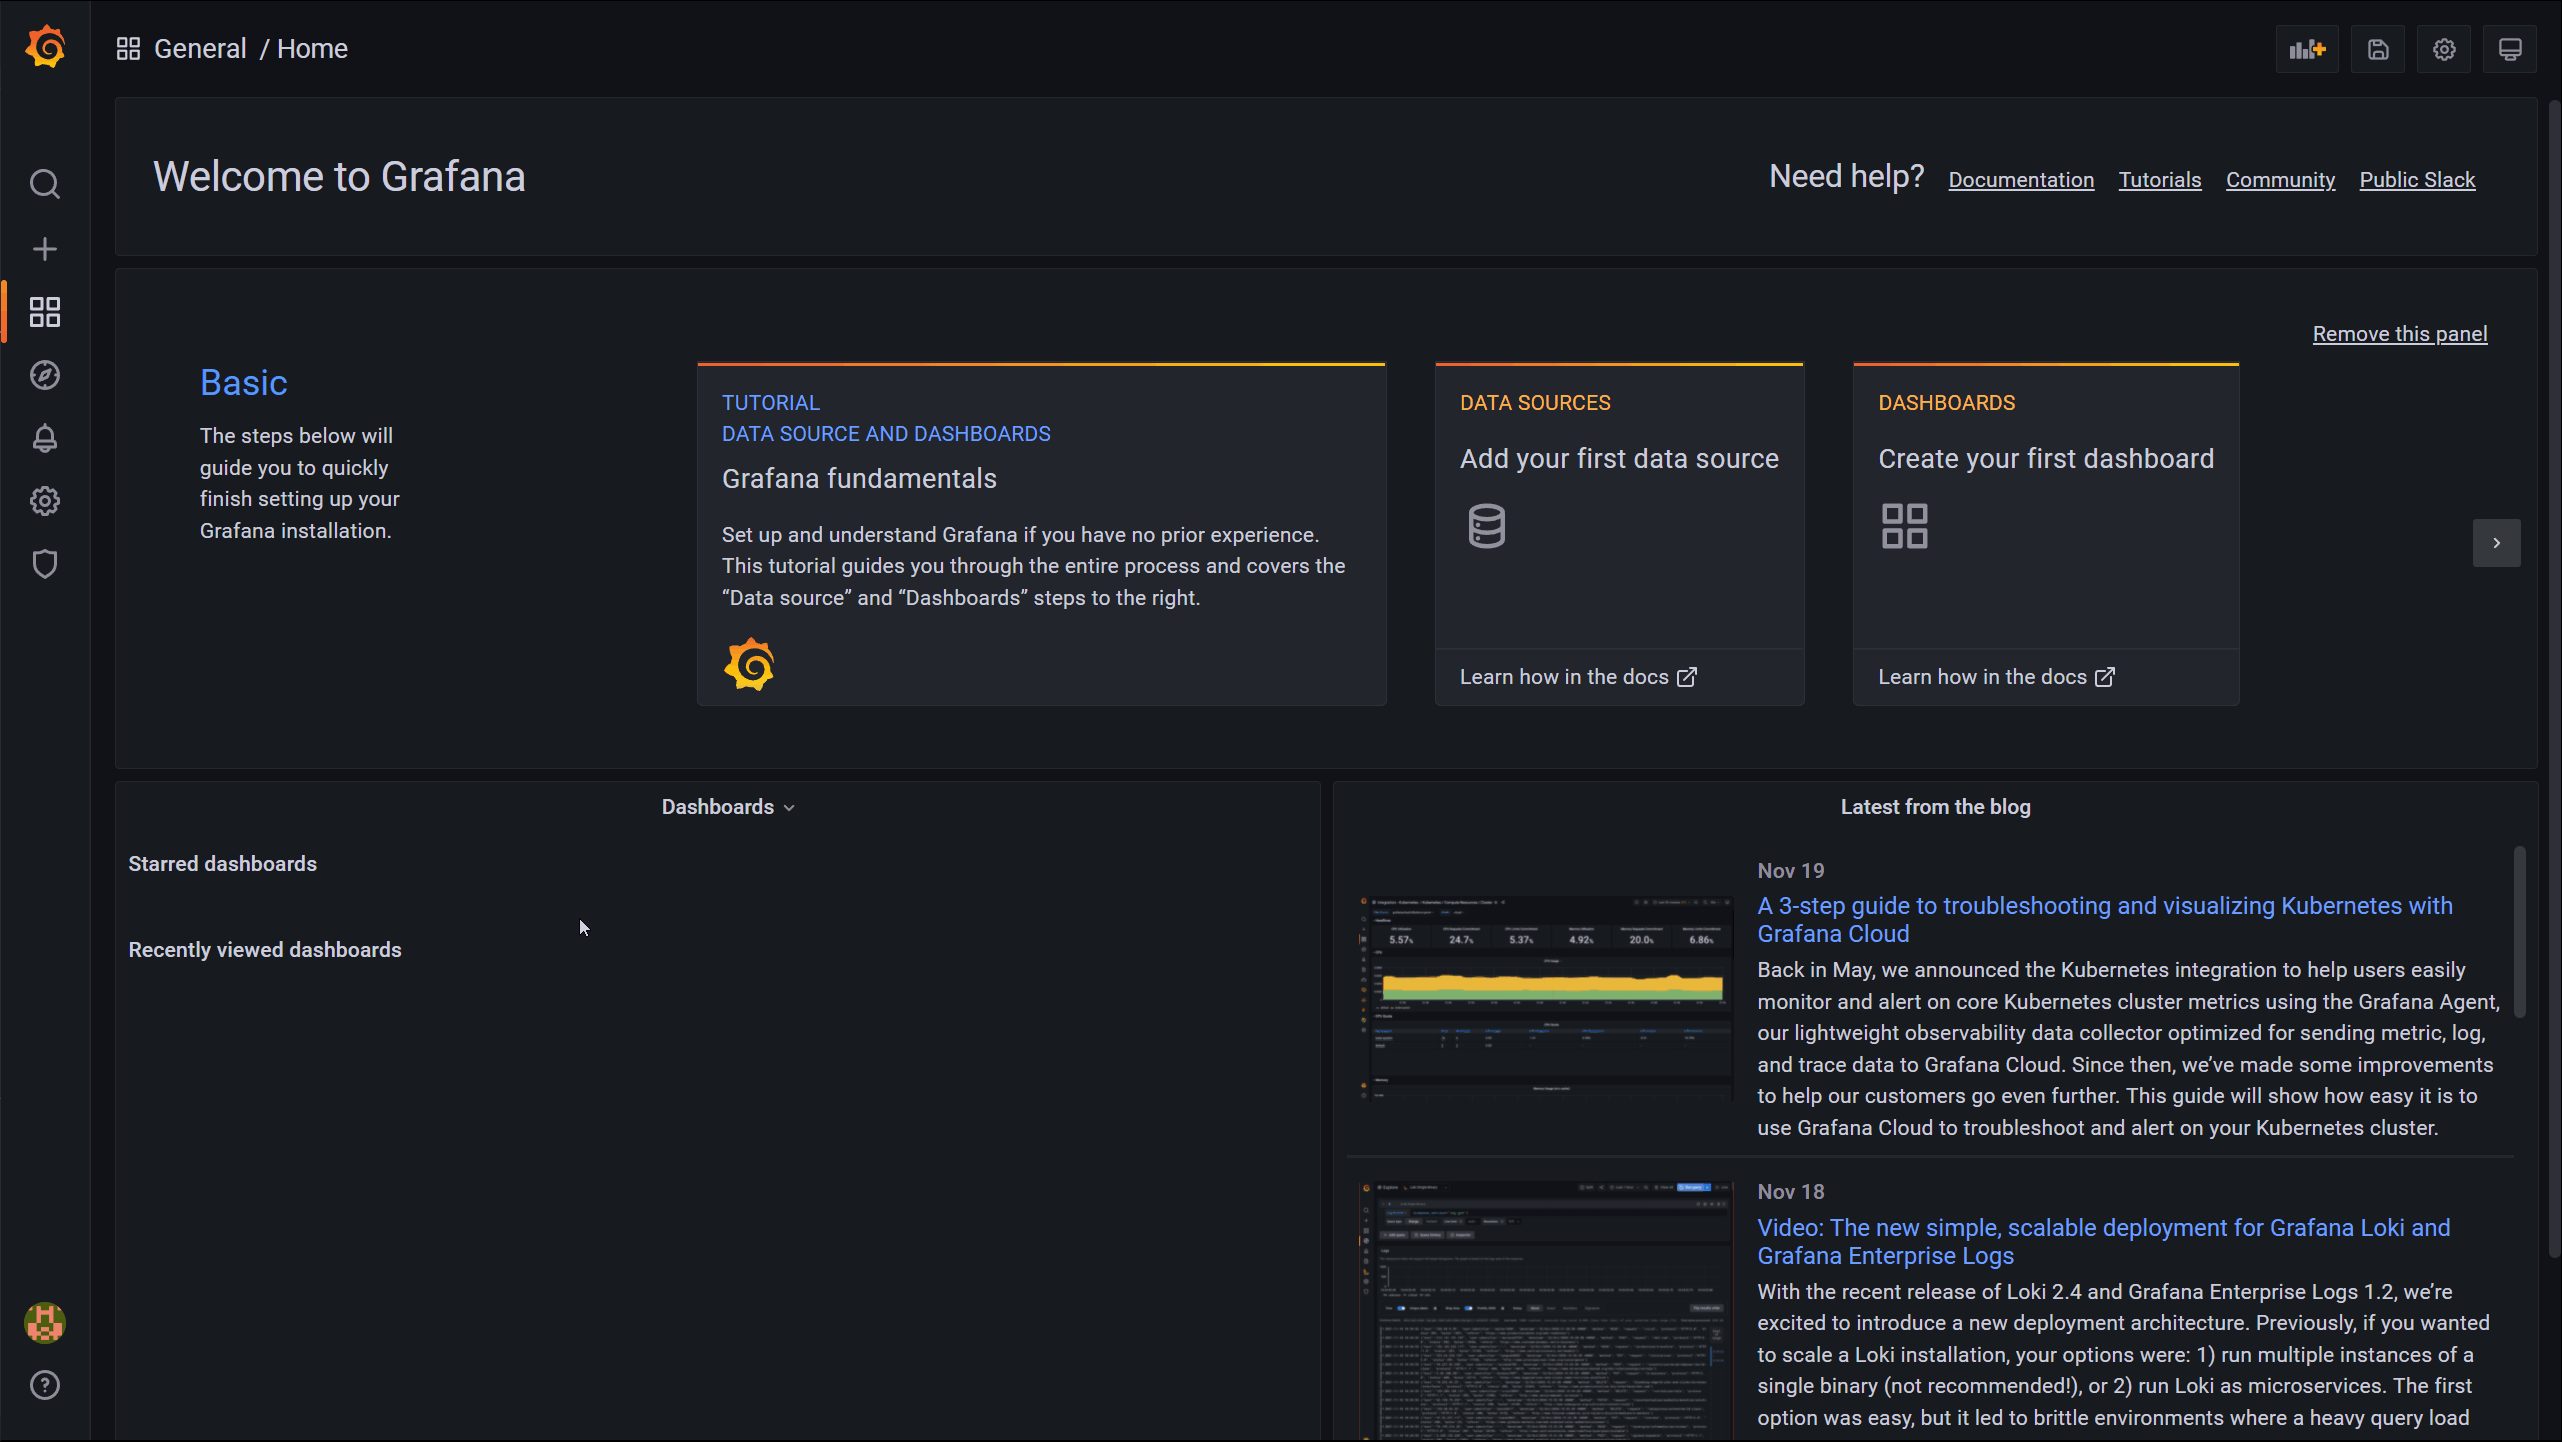 General / Home
Welcome to Grafana
Need help? Documentation Tutorials Community Public Slack
Remove this panel
Basic
The steps below will
guide you to quickly
finish setting up your
Grafana installation.
TUTORIAL
DATA SOURCE AND DASHBOARDS
Grafana fundamentals
Set up and understand Grafana if you have no prior experience.
This tutorial guides you through the entire process and covers the
“Data source” and “Dashboards” steps to the right.
DATA SOURCES
Add your first data source
Learn how in the docs
DASHBOARDS
Create your first dashboard
Learn how in the docs
Dashboards
Starred dashboards
Recently viewed dashboards
Latest from the blog
5.57% 24.7% 5.37% 4.92% 20.0% 6.86%
Nov 19
A 3-step guide to troubleshooting and visualizing Kubernetes with
Grafana Cloud
Back in May, we announced the Kubernetes integration to help users easily
monitor and alert on core Kubernetes cluster metrics using the Grafana Agent,
our lightweight observability data collector optimized for sending metric, log,
and trace data to Grafana Cloud. Since then, we’ve made some improvements
to help our customers go even further. This guide will show how easy it is to
use Grafana Cloud to troubleshoot and alert on your Kubernetes cluster.
Nov 18
Video: The new simple, scalable deployment for Grafana Loki and
Grafana Enterprise Logs
With the recent release of Loki 2.4 and Grafana Enterprise Logs 1.2, we’re
excited to introduce a new deployment architecture. Previously, if you wanted
to scale a Loki installation, your options were: 1) run multiple instances of a
single binary (not recommended!), or 2) run Loki as microservices. The first
option was easy, but it led to brittle environments where a heavy query load